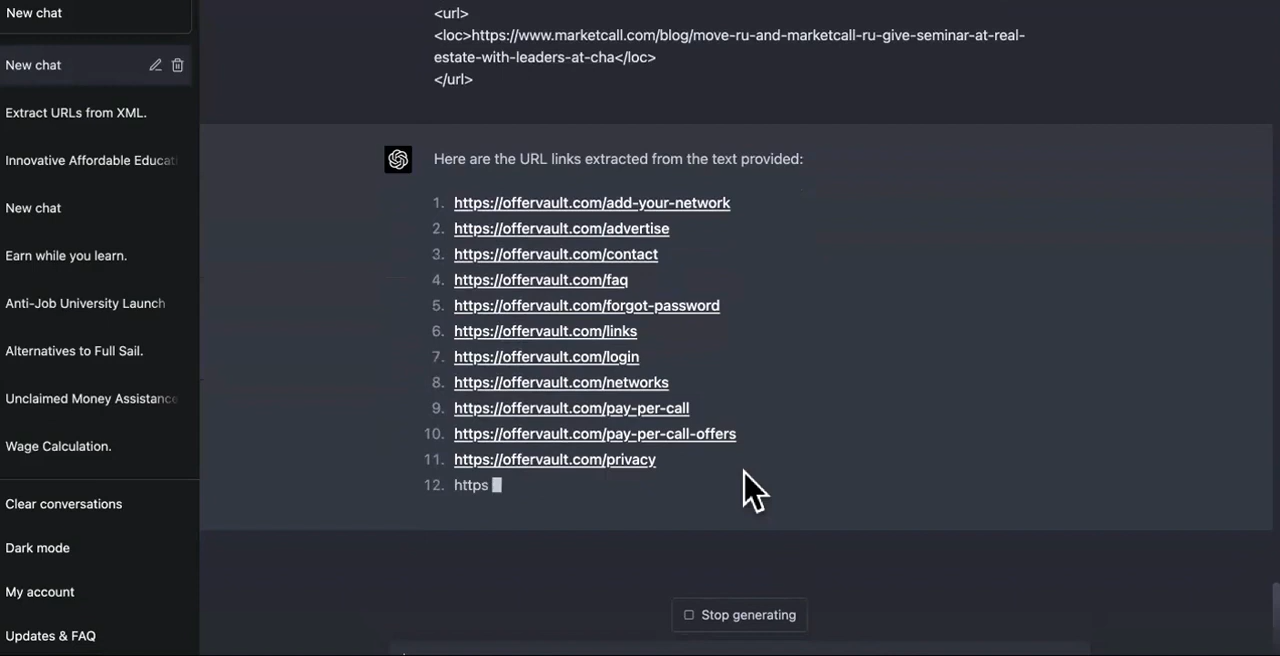 New chat
New chat
Extract URLs from XML.
Innovative Affordable Educati
New chat
Earn while you learn.
Anti-Job University Launch
Alternatives to Full Sail.
Unclaimed Money Assistance
Wage Calculation.
Clear conversations
Dark mode
My account
Updates & FAQ
<url>
<loc>https://www.marketcall.com/blog/move-ru-and-marketcall-ru-give-seminar-at-real-
estate-with-leaders-at-cha</loc>
</url>
Here are the URL links extracted from the text provided:
1. https://offervault.com/add-your-network
2. https://offervault.com/advertise
3. https://offervault.com/contact
4. https://offervault.com/faq
5. https://offervault.com/forgot-password
6. https://offervault.com/links
7. https://offervault.com/login
8. https://offervault.com/networks
9. https://offervault.com/pay-per-call
10. https://offervault.com/pay-per-call-offers
11. https://offervault.com/privacy
12. https
Stop generating